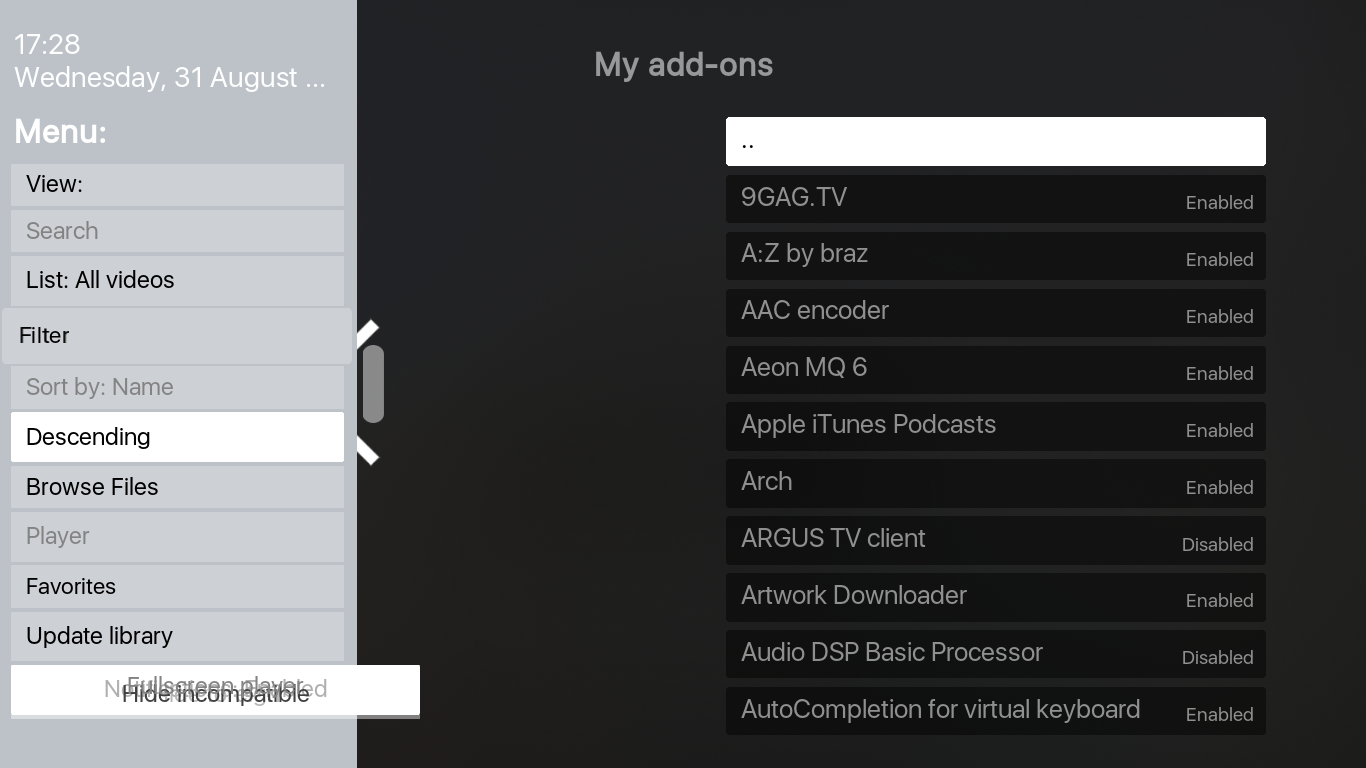 17:28
Wednesday, 31 August ...
Menu:
View:
Search
List: All videos
Filter
Sort by: Name
Descending
Browse Files
Player
Favorites
Update library
Fullscreen player
Hide incompatible
My add-ons
..
9GAG.TV Enabled
A:Z by braz Enabled
AAC encoder Enabled
Aeon MQ 6 Enabled
Apple iTunes Podcasts Enabled
Arch Enabled
ARGUS TV client Disabled
Artwork Downloader Enabled
Audio DSP Basic Processor Disabled
AutoCompletion for virtual keyboard Enabled